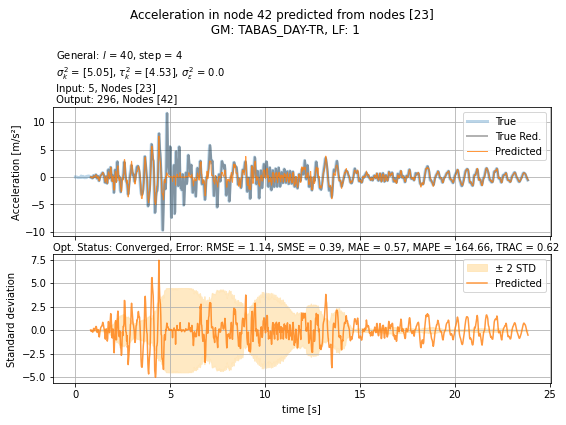 Acceleration in node 42 predicted from nodes [23]
GM: TABAS_DAY-TR, LF: 1
General: l = 40, step = 4
σ²ₖ = [5.05], τ²ₖ = [4.53], σ²ε = 0.0
Input: 5, Nodes [23]
Output: 296, Nodes [42]
Acceleration [m/s²]
10
5
0
−5
−10
True
True Red.
Predicted
Opt. Status: Converged, Error: RMSE = 1.14, SMSE = 0.39, MAE = 0.57, MAPE = 164.66, TRAC = 0.62
Standard deviation
7.5
5.0
2.5
0.0
−2.5
−5.0
± 2 STD
Predicted
0 5 10 15 20 25
time [s]